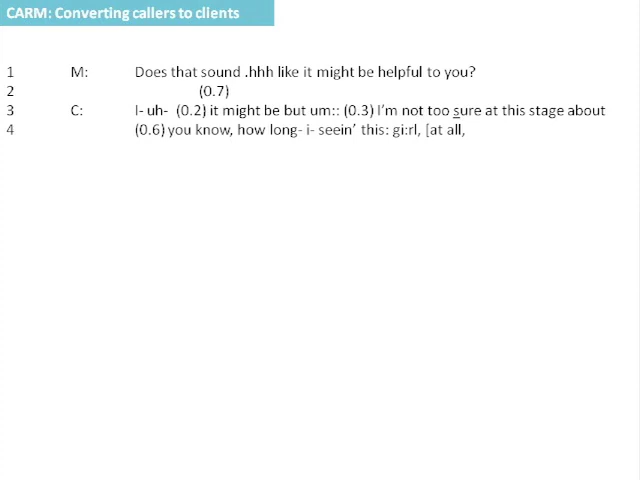 CARM: Converting callers to clients
1 M: Does that sound .hhh like it might be helpful to you?
2 (0.7)
3 C: I- uh- (0.2) it might be but um:: (0.3) I’m not too sure at this stage about
4 (0.6) you know, how long- i- seein’ this: gi:rl, [at all,